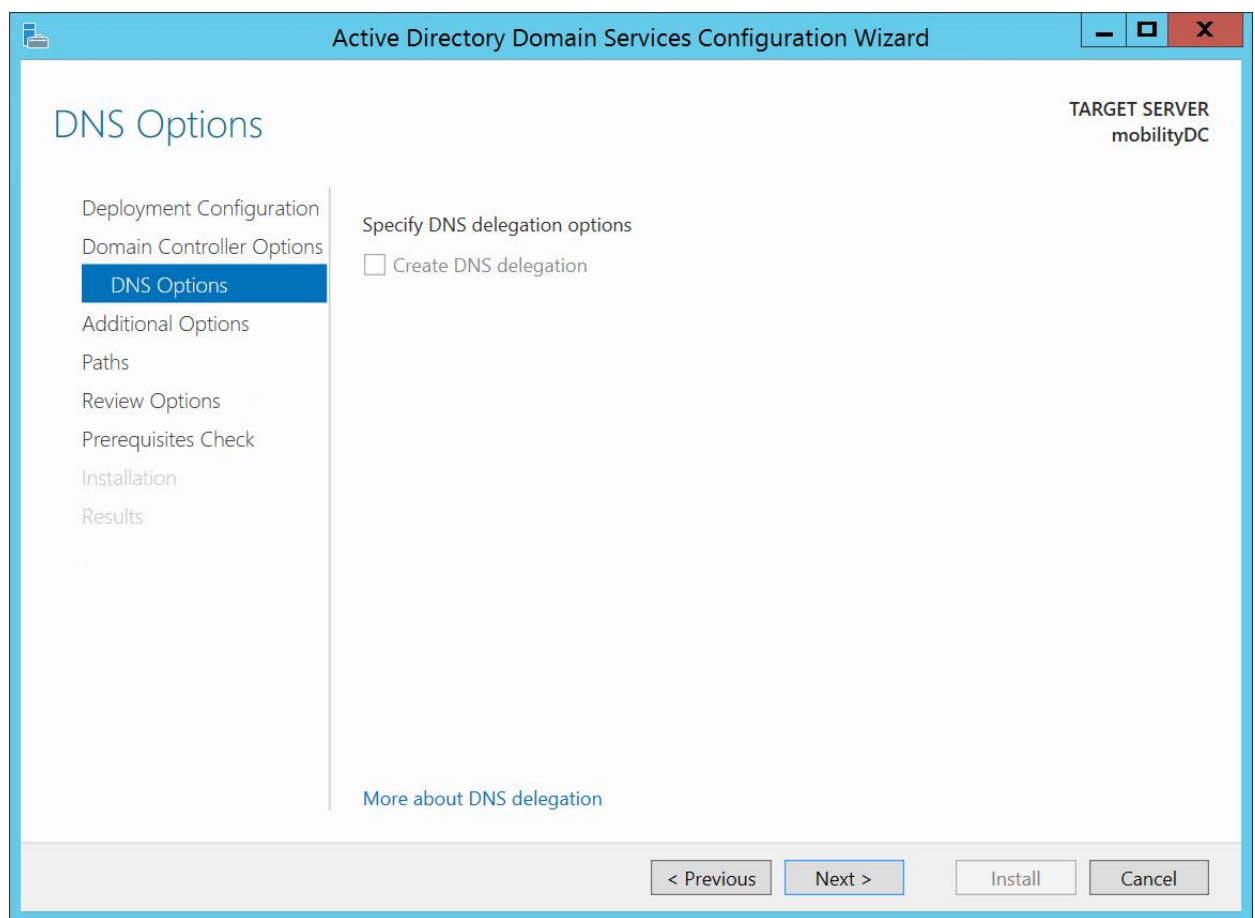 Active Directory Domain Services Configuration Wizard
DNS Options
TARGET SERVER
mobilityDC
Deployment Configuration
Domain Controller Options
DNS Options
Additional Options
Paths
Review Options
Prerequisites Check
Installation
Results
Specify DNS delegation options
Create DNS delegation
More about DNS delegation
< Previous
Next >
Install
Cancel